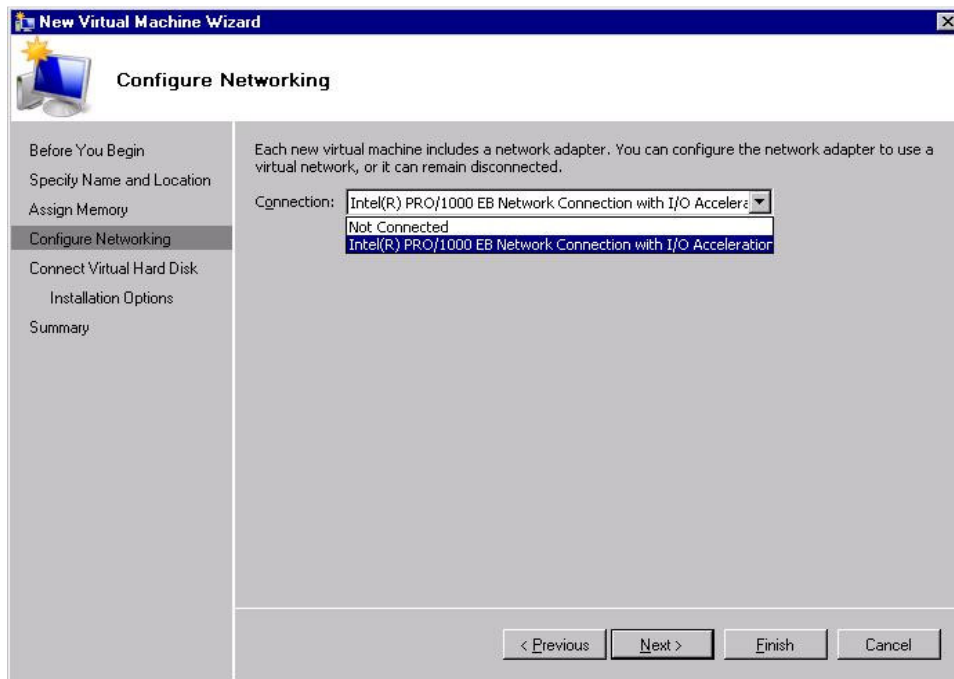 New Virtual Machine Wizard
Configure Networking
Before You Begin
Specify Name and Location
Assign Memory
Configure Networking
Connect Virtual Hard Disk
Installation Options
Summary
Each new virtual machine includes a network adapter. You can configure the network adapter to use a
virtual network, or it can remain disconnected.
Connection: Intel(R) PRO/1000 EB Network Connection with I/O Accelera
Not Connected
Intel(R) PRO/1000 EB Network Connection with I/O Acceleration
< Previous Next > Finish Cancel